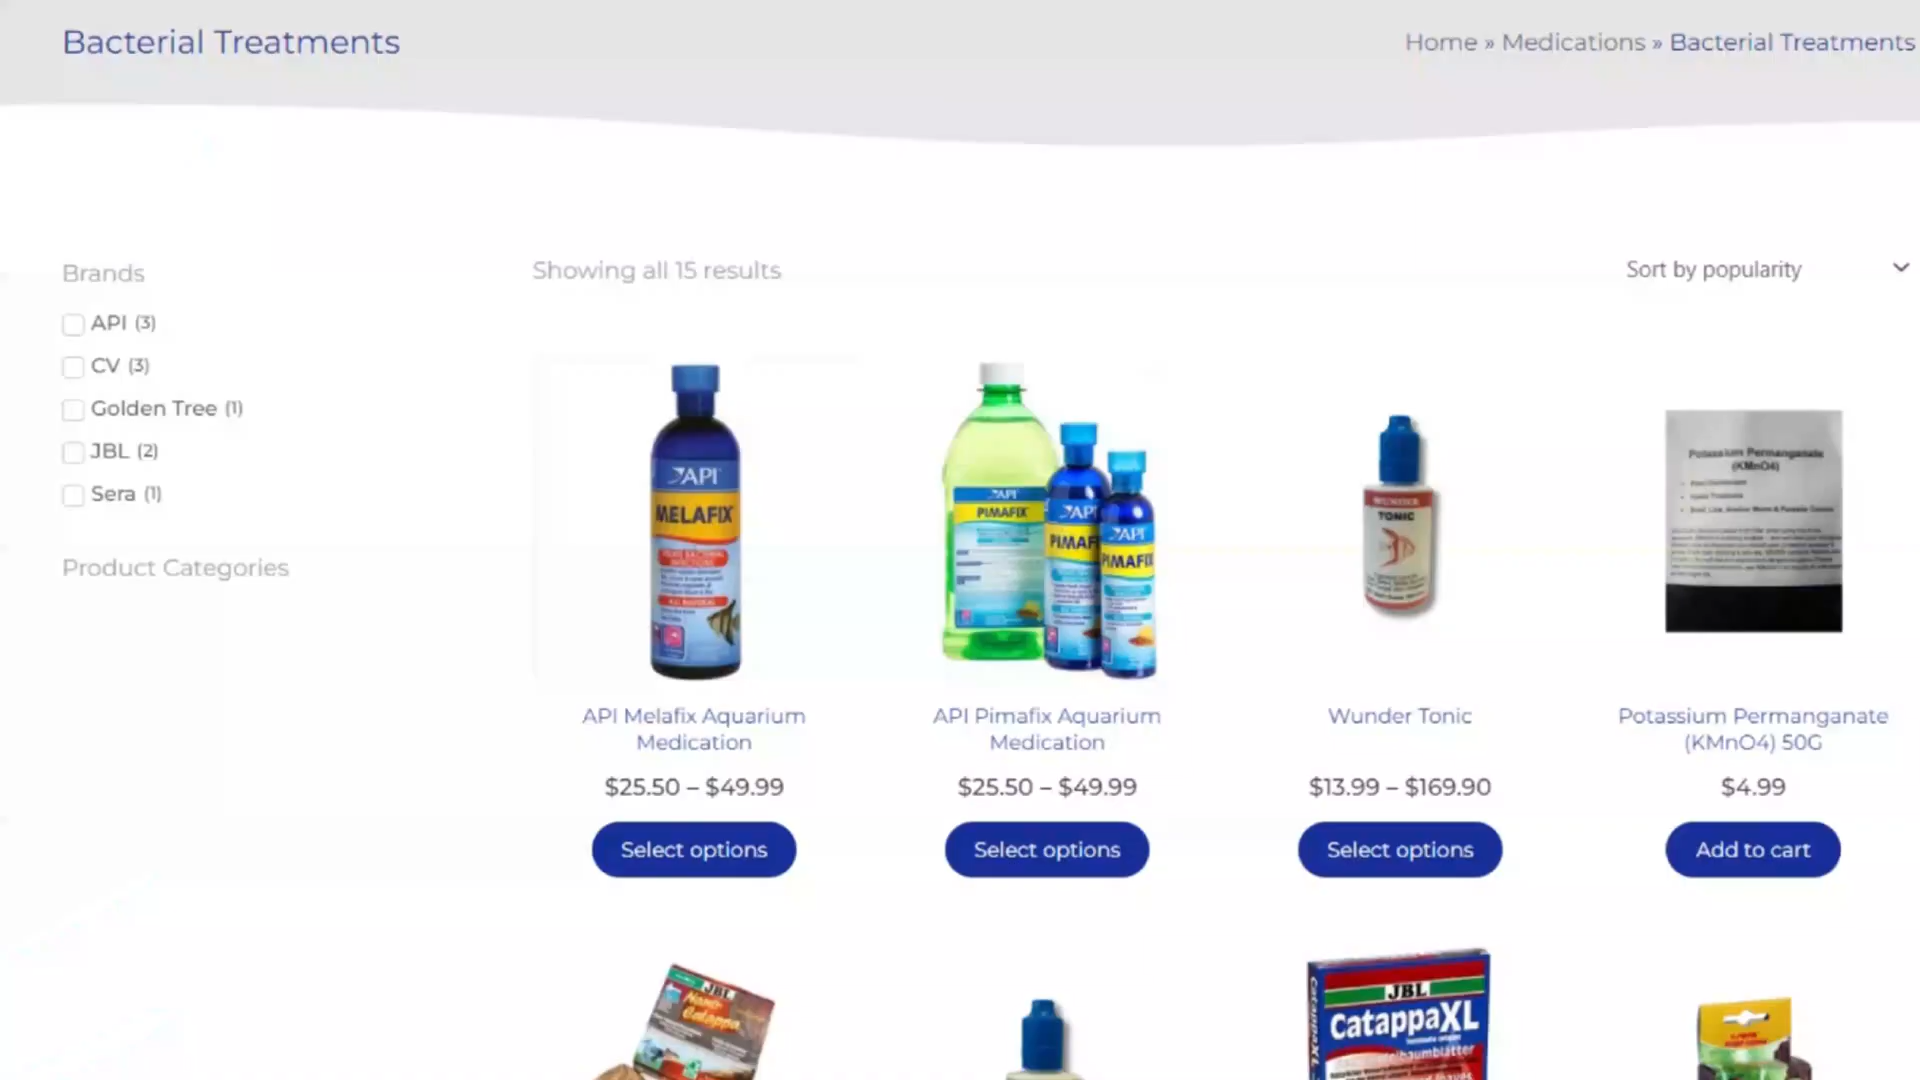 Bacterial Treatments
Home » Medications » Bacterial Treatments
Brands
Showing all 15 results
Sort by popularity
API (3)
CV (3)
Golden Tree (1)
JBL (2)
Sera (1)
Product Categories
API
MELAFIX
API
PIMAFIX
API
PIMAF
API
PIMAFIX
WUNDER
TONIC
Potassium Permanganate
(KMnO4)
API Melafix Aquarium
Medication
API Pimafix Aquarium
Medication
Wunder Tonic
Potassium Permanganate
(KMnO4) 50G
$25.50 – $49.99
$25.50 – $49.99
$13.99 – $169.90
$4.99
Select options
Select options
Select options
Add to cart
JBL
Nano-
Catappa
JBL
CatappaXL